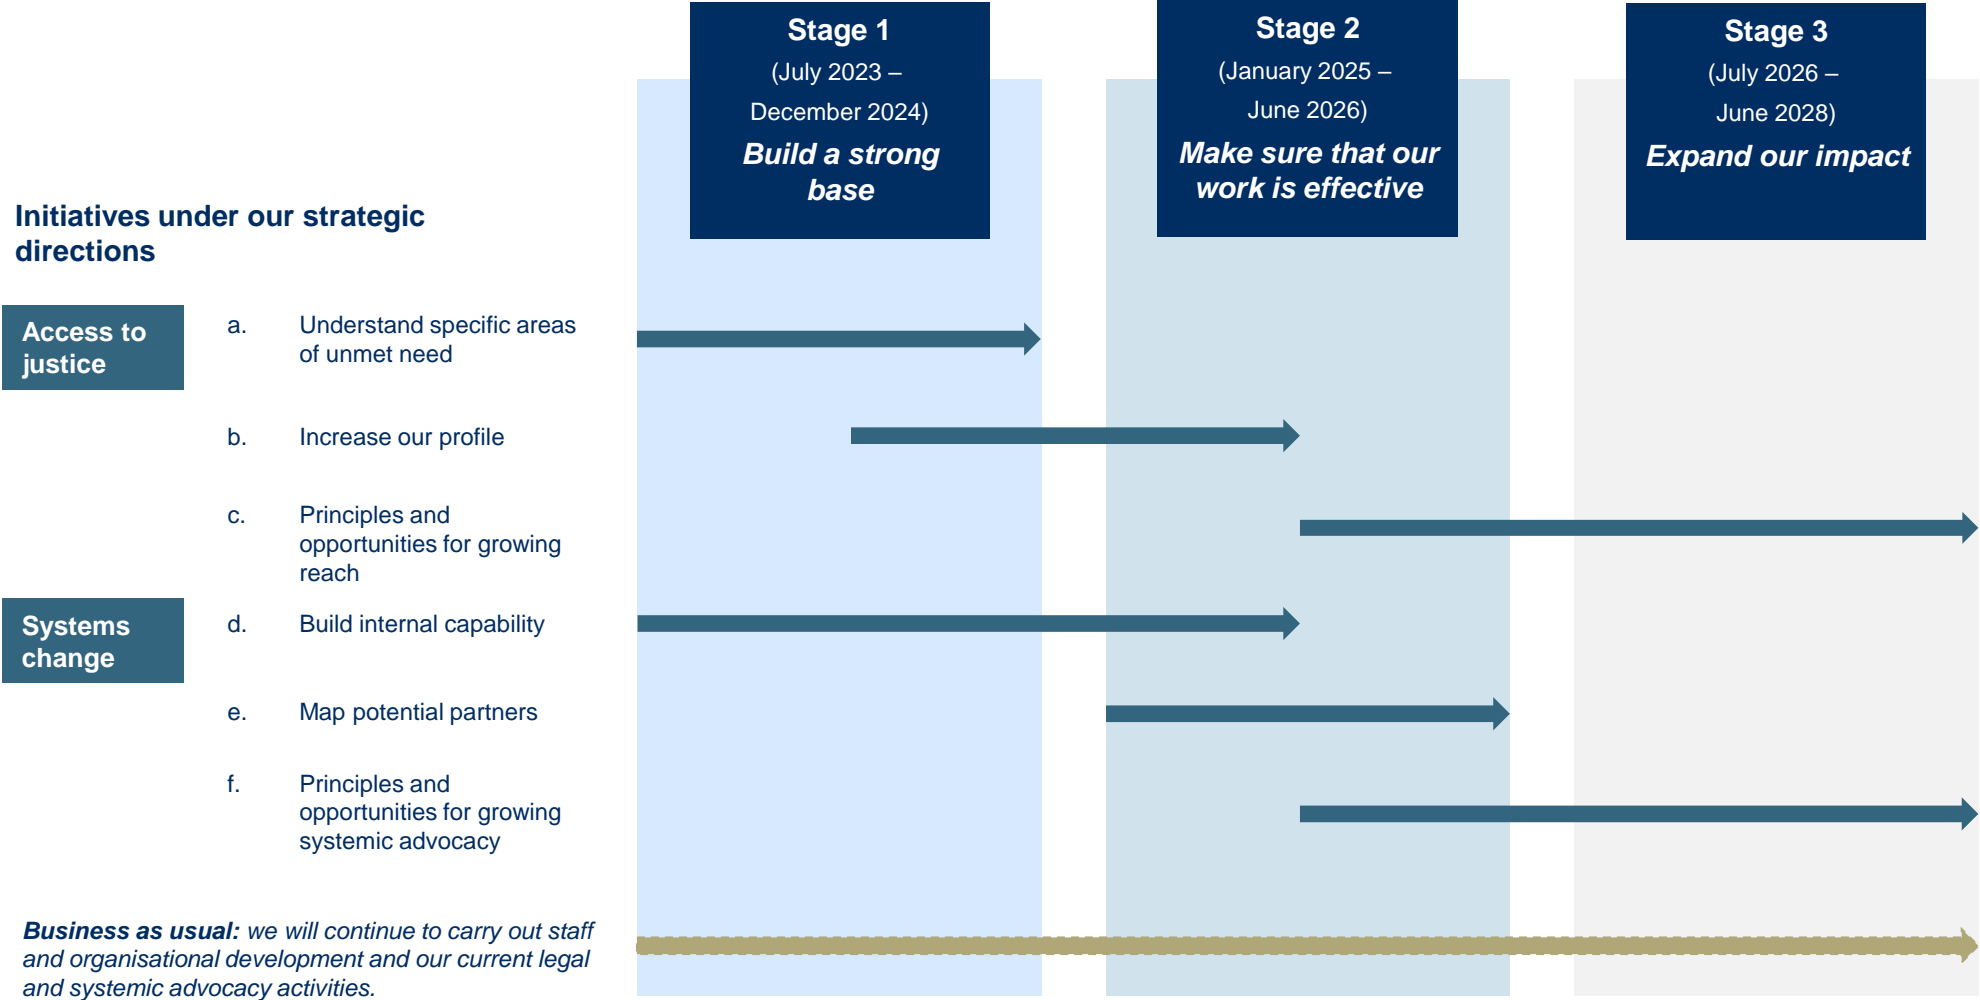 Stage 1
(July 2023 –
December 2024)
Build a strong
base
Stage 2
(January 2025 –
June 2026)
Make sure that our
work is effective
Stage 3
(July 2026 –
June 2028)
Expand our impact
Initiatives under our strategic
directions
Access to
justice
a. Understand specific areas
of unmet need
b. Increase our profile
c. Principles and
opportunities for growing
reach
Systems
change
d. Build internal capability
e. Map potential partners
f. Principles and
opportunities for growing
systemic advocacy
Business as usual: we will continue to carry out staff
and organisational development and our current legal
and systemic advocacy activities.